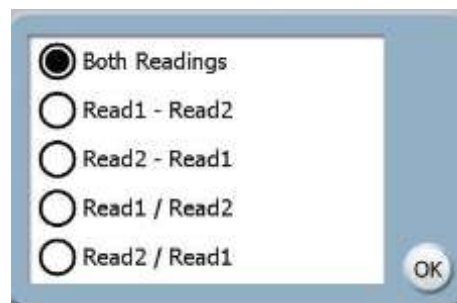 Both Readings
Read1 - Read2
Read2 - Read1
Read1 / Read2
Read2 / Read1
OK